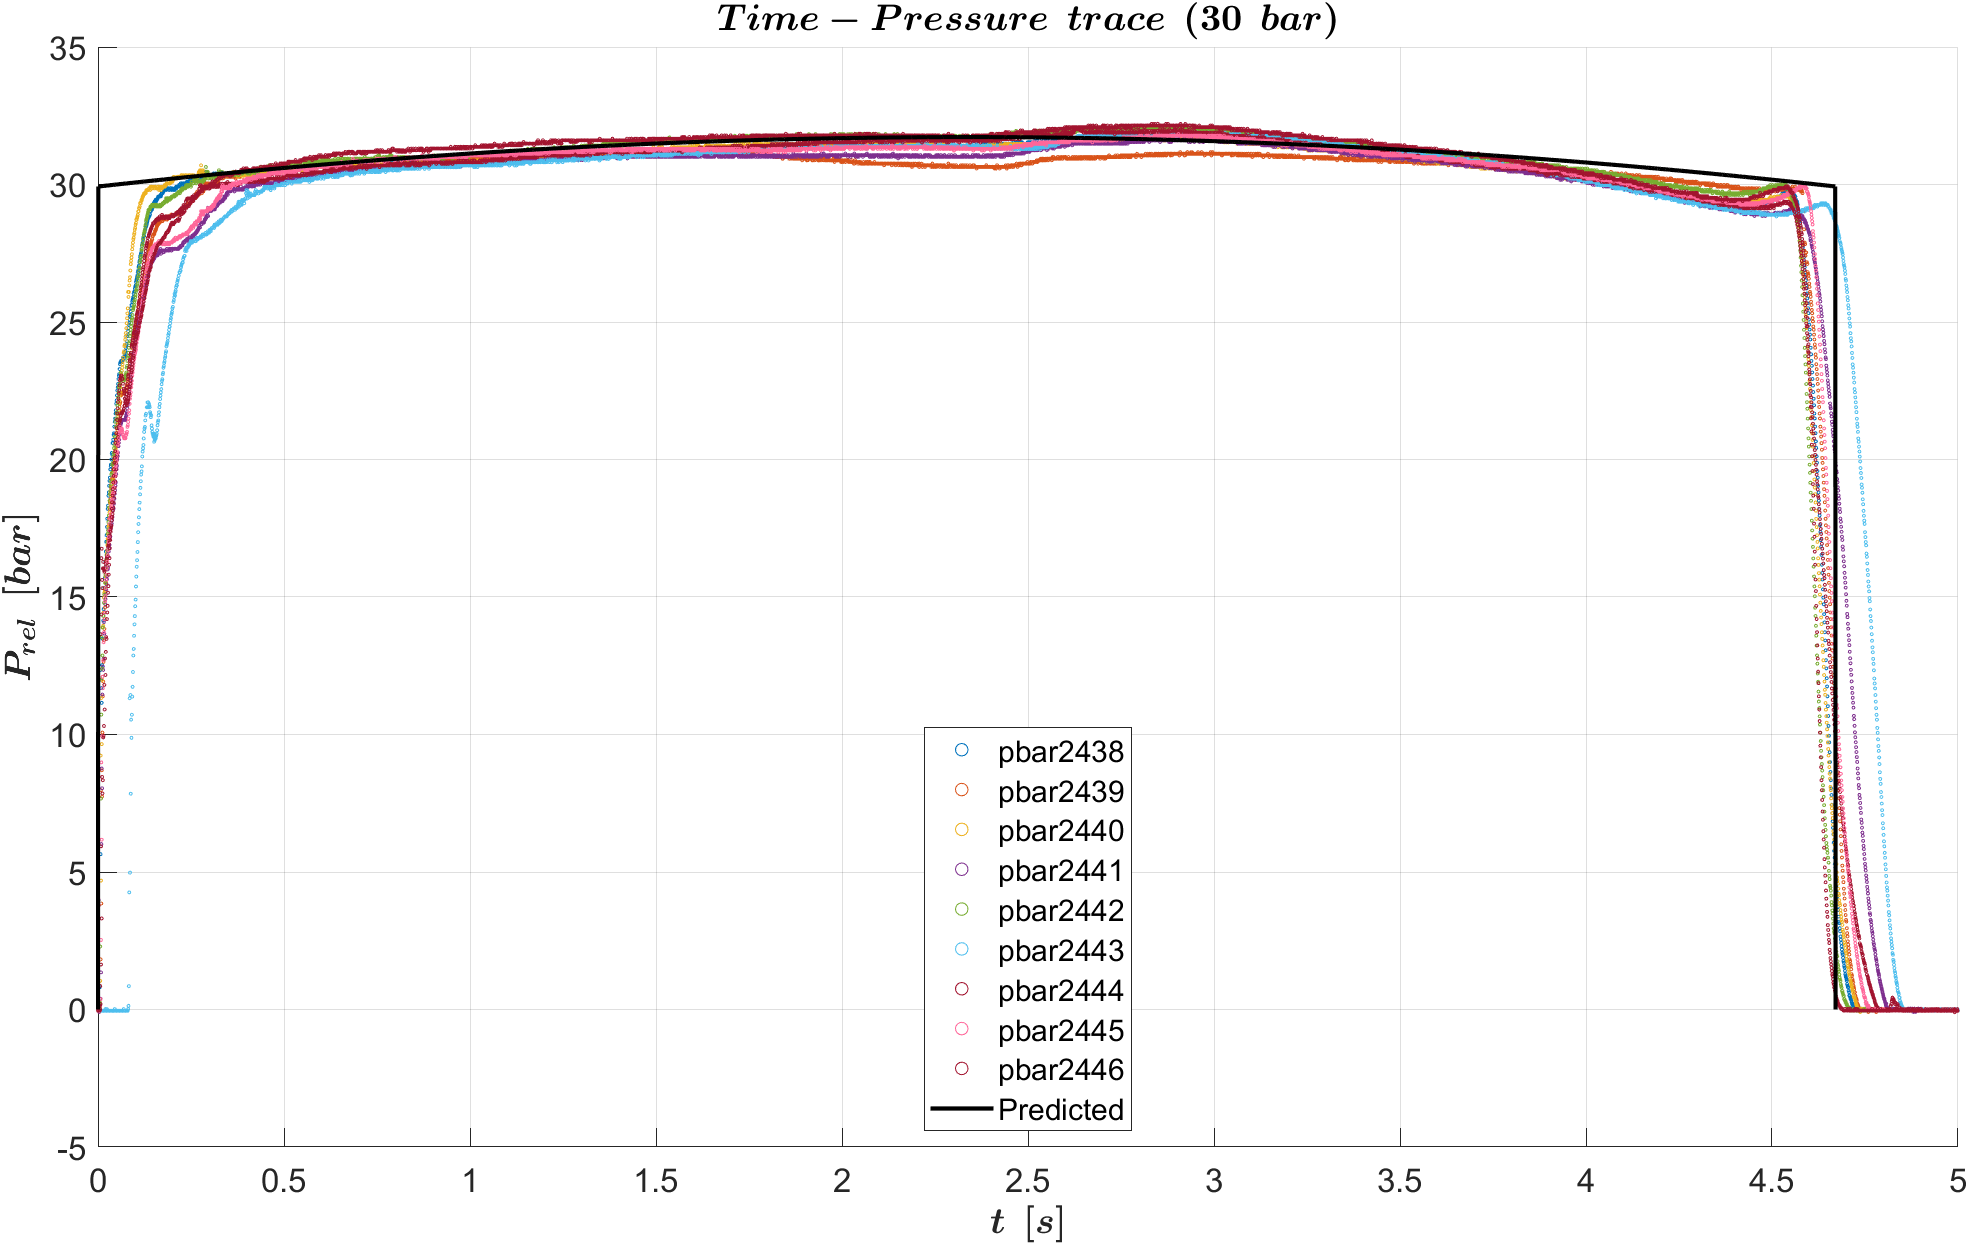 Time − Pressure trace (30 bar)
35
30
25
20
15
10
5
0
-5
P_rel [bar]
pbar2438
pbar2439
pbar2440
pbar2441
pbar2442
pbar2443
pbar2444
pbar2445
pbar2446
Predicted
0 0.5 1 1.5 2 2.5 3 3.5 4 4.5 5
t [s]